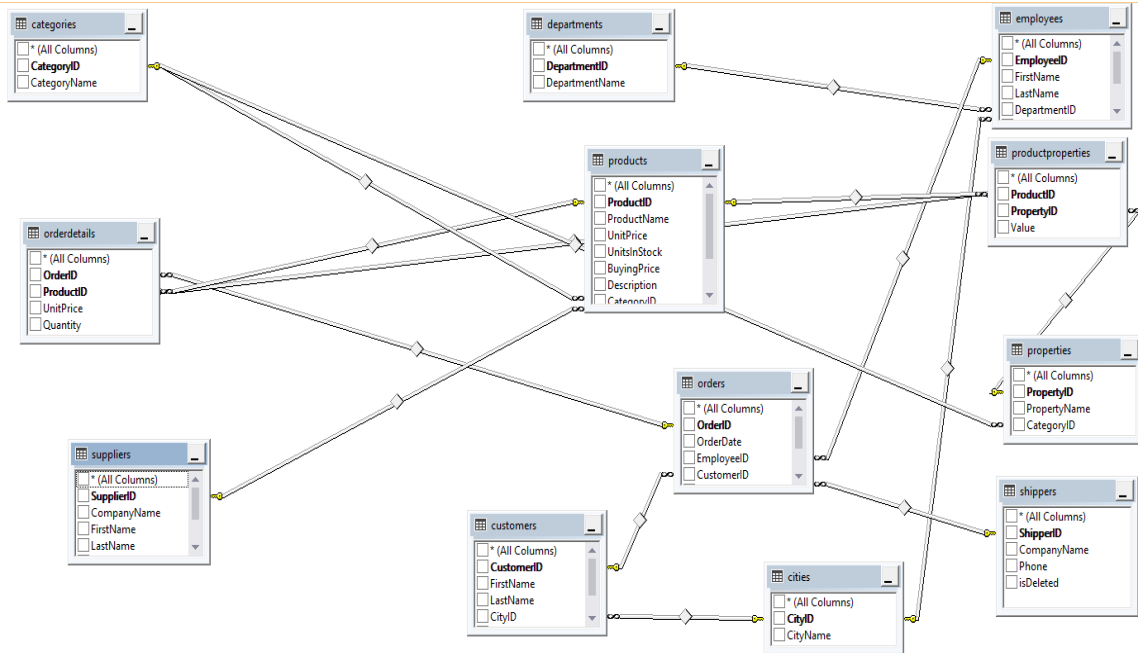 categories
* (All Columns)
CategoryID
CategoryName
departments
* (All Columns)
DepartmentID
DepartmentName
employees
* (All Columns)
EmployeeID
FirstName
LastName
DepartmentID
products
* (All Columns)
ProductID
ProductName
UnitPrice
UnitsInStock
BuyingPrice
Description
CategoryID
productproperties
* (All Columns)
ProductID
PropertyID
Value
orderdetails
* (All Columns)
OrderID
ProductID
UnitPrice
Quantity
properties
* (All Columns)
PropertyID
PropertyName
CategoryID
orders
* (All Columns)
OrderID
OrderDate
EmployeeID
CustomerID
suppliers
* (All Columns)
SupplierID
CompanyName
FirstName
LastName
customers
* (All Columns)
CustomerID
FirstName
LastName
CityID
shippers
* (All Columns)
ShipperID
CompanyName
Phone
isDeleted
cities
* (All Columns)
CityID
CityName